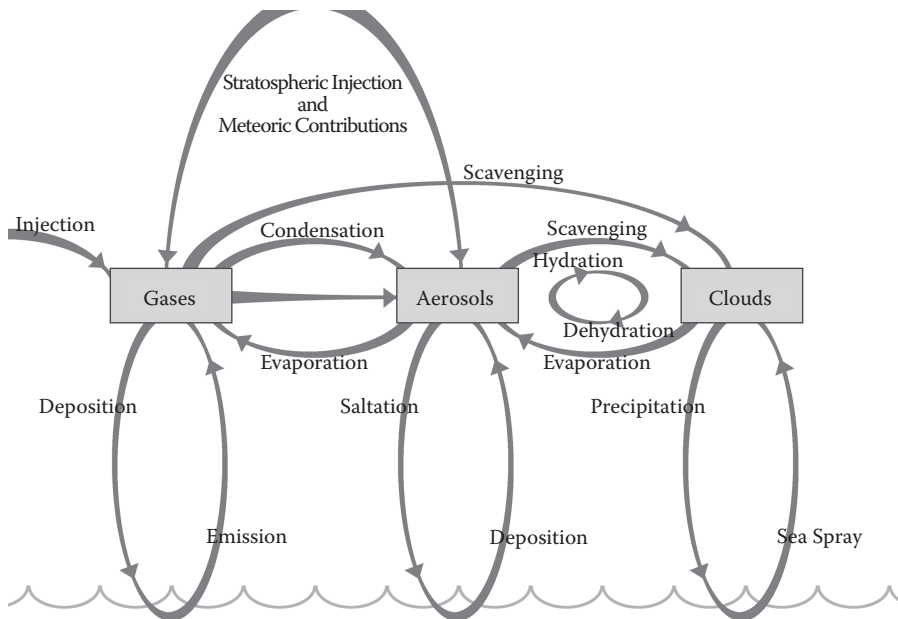 Stratospheric Injection
and
Meteoric Contributions
Scavenging
Injection
Condensation
Scavenging
Hydration
Gases
Aerosols
Clouds
Dehydration
Evaporation
Evaporation
Deposition
Saltation
Precipitation
Emission
Deposition
Sea Spray